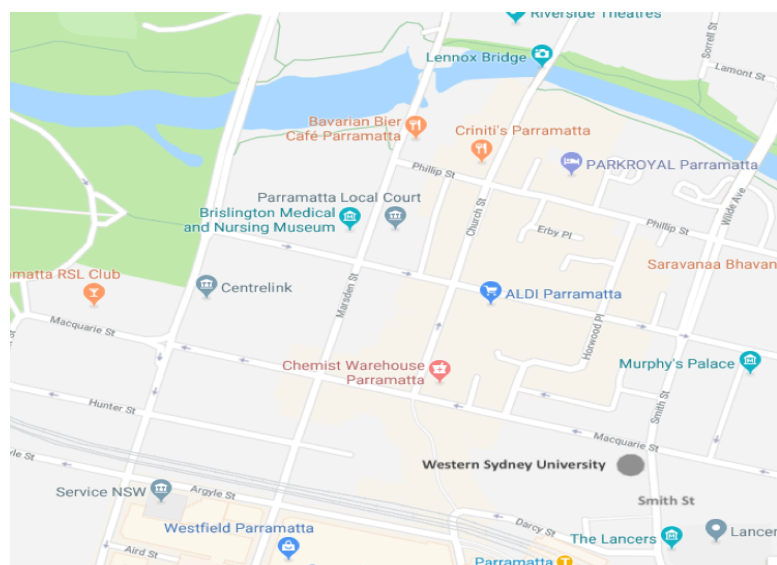 Riverside Theatres
Sorrell St
Lennox Bridge
Lamont St
Bavarian Bier
Café Parramatta
Criniti's Parramatta
Phillip St
PARKROYAL Parramatta
Parramatta Local Court
Brislington Medical
and Nursing Museum
Church St
Wilde Ave
Phillip St
Erby Pl
Saravanaa Bhavan
matta RSL Club
Centrelink
Marsden St
ALDI Parramatta
Macquarie St
Horwood Pl
Chemist Warehouse
Parramatta
Murphy's Palace
Hunter St
Smith St
Macquarie St
yle St
Western Sydney University
Service NSW
Argyle St
Smith St
Westfield Parramatta
Darcy St
The Lancers
Lancer
Aird St
Parramatta